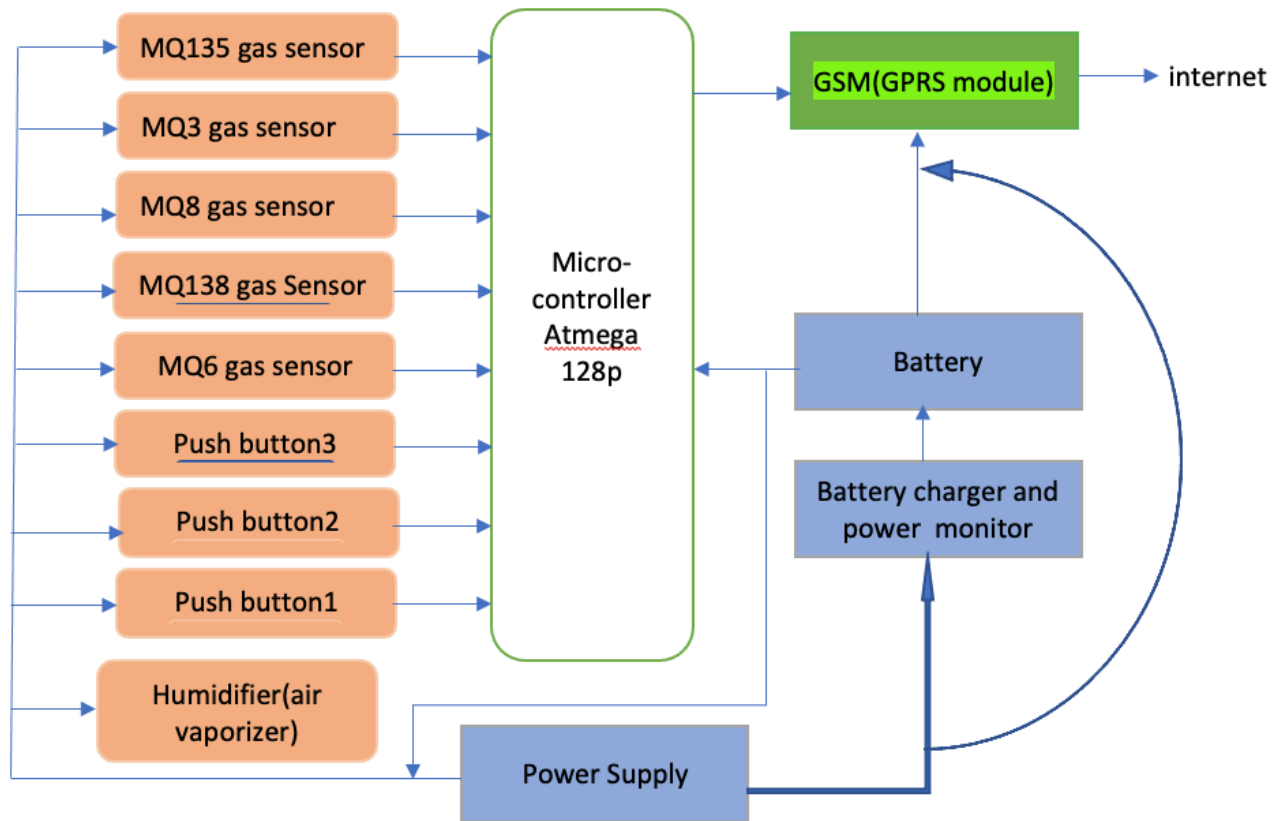 MQ135 gas sensor
MQ3 gas sensor
MQ8 gas sensor
MQ138 gas Sensor
MQ6 gas sensor
Push button3
Push button2
Push button1
Humidifier(air
vaporizer)
Micro-
controller
Atmega
128p
GSM(GPRS module)
internet
Battery
Battery charger and
power monitor
Power Supply